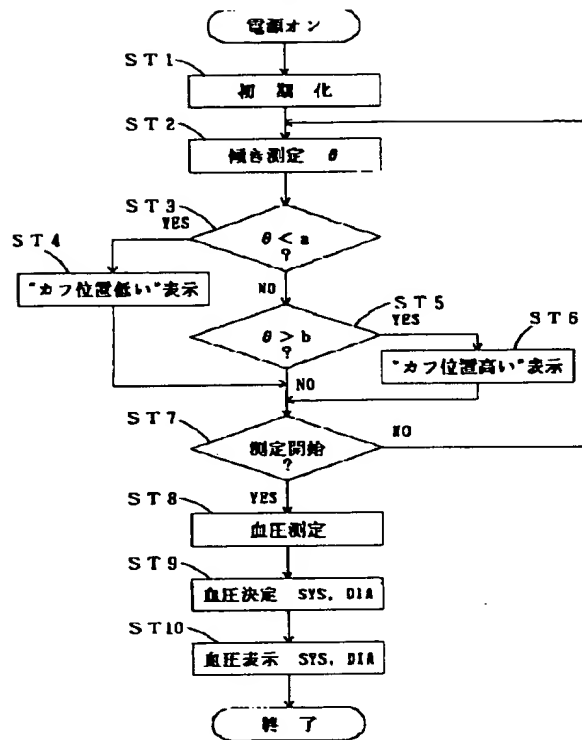 電源オン
ST1
初 期 化
ST2
傾き測定 θ
ST3
YES
θ < a
?
ST4
"カフ位置低い"表示
NO
ST5
θ > b
?
YES
ST6
"カフ位置高い"表示
NO
ST7
測定開始
?
NO
YES
ST8
血圧測定
ST9
血圧決定 SYS, DIA
ST10
血圧表示 SYS, DIA
終 了